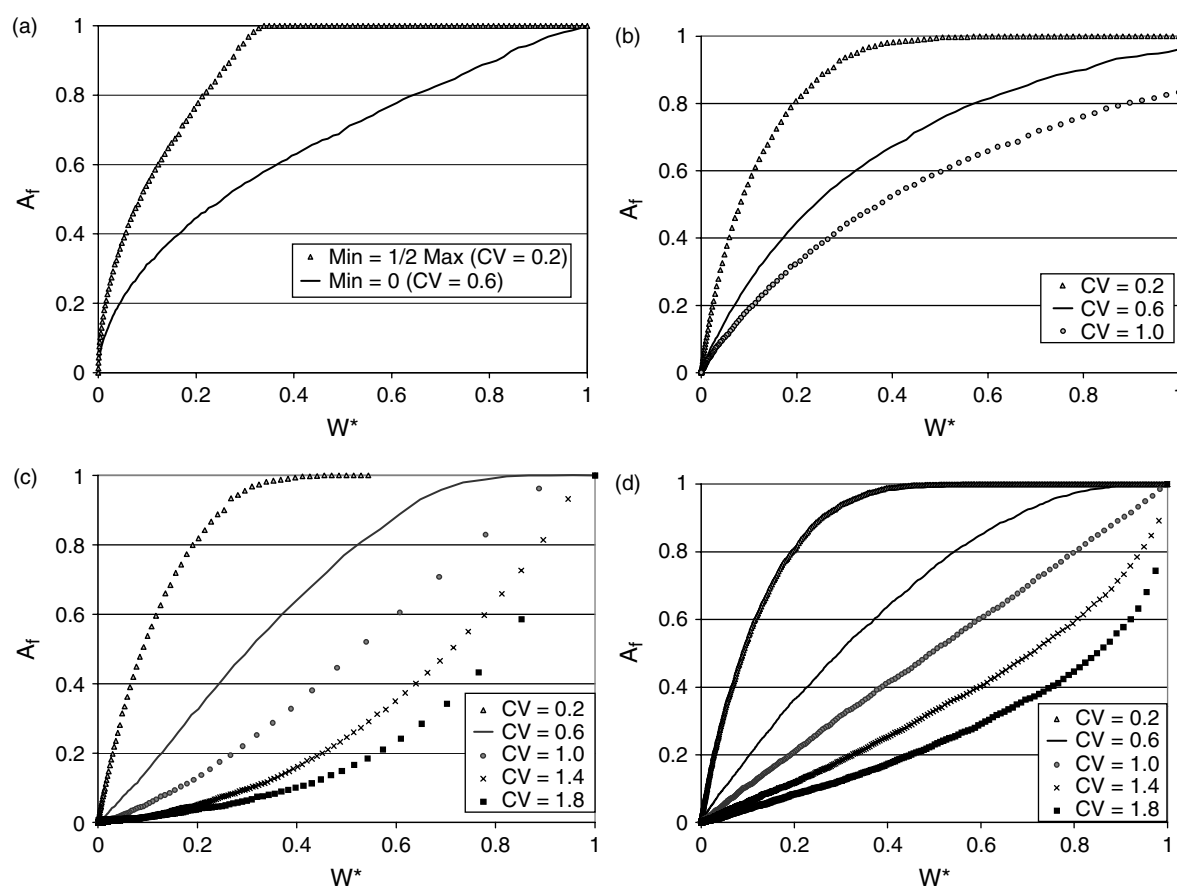 (a)
1
0.8
0.6
0.4
0.2
0
A_f
Min = 1/2 Max (CV = 0.2)
Min = 0 (CV = 0.6)
0 0.2 0.4 0.6 0.8 1
W*
(b)
1
0.8
0.6
0.4
0.2
0
A_f
CV = 0.2
CV = 0.6
CV = 1.0
0 0.2 0.4 0.6 0.8 1
W*
(c)
1
0.8
0.6
0.4
0.2
0
A_f
CV = 0.2
CV = 0.6
CV = 1.0
CV = 1.4
CV = 1.8
0 0.2 0.4 0.6 0.8 1
W*
(d)
1
0.8
0.6
0.4
0.2
0
A_f
CV = 0.2
CV = 0.6
CV = 1.0
CV = 1.4
CV = 1.8
0 0.2 0.4 0.6 0.8 1
W*